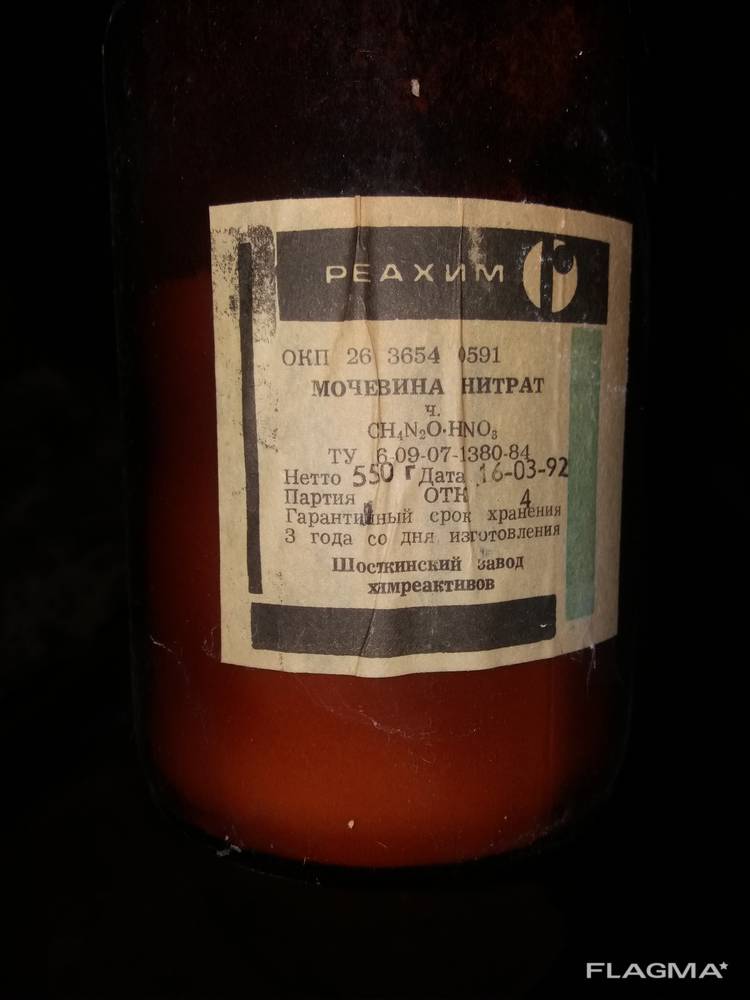 РЕАХИМ
ОКП 26 3654 0591
МОЧЕВИНА НИТРАТ
ч.
CH₄N₂O·HNO₃
ТУ 6-09-07-1380-84
Нетто 550 г Дата 16-03-92
Партия 1 ОТК 4
Гарантийный срок хранения
3 года со дня изготовления
Шосткинский завод
химреактивов
FLAGMA